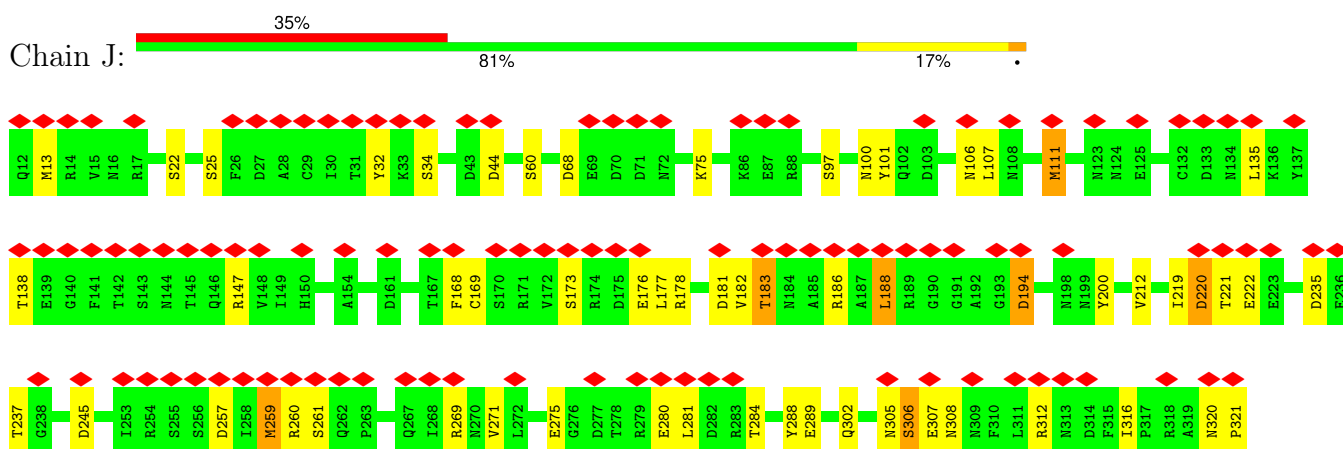 35%
Chain J:
81% 17% •
Q12 M13 R14 V15 N16 R17 S22 S25 F26 D27 A28 C29 I30 T31 Y32 K33 S34 D43 D44 S60 D68 E69 D70 D71 N72 K75 K86 E87 R88 S97 N100 Y101 Q102 D103 N106 L107 N108 M111 N123 N124 E125 C132 D133 N134 L135 K136 Y137
T138 E139 G140 F141 T142 S143 N144 T145 Q146 R147 V148 I149 H150 A154 D161 T167 F168 C169 S170 R171 V172 S173 R174 D175 E176 L177 R178 D181 V182 T183 N184 A185 R186 A187 L188 R189 G190 G191 A192 G193 D194 N198 N199 Y200 V212 I219 D220 T221 E222 E223 D235 E236
T237 G238 D245 I253 R254 S255 S256 D257 I258 M259 R260 S261 Q262 P263 Q267 I268 R269 N270 V271 L272 E275 G276 D277 T278 R279 E280 L281 D282 R283 T284 Y288 E289 Q302 N305 S306 E307 N308 N309 F310 L311 R312 N313 D314 F315 I316 P317 R318 A319 N320 P321